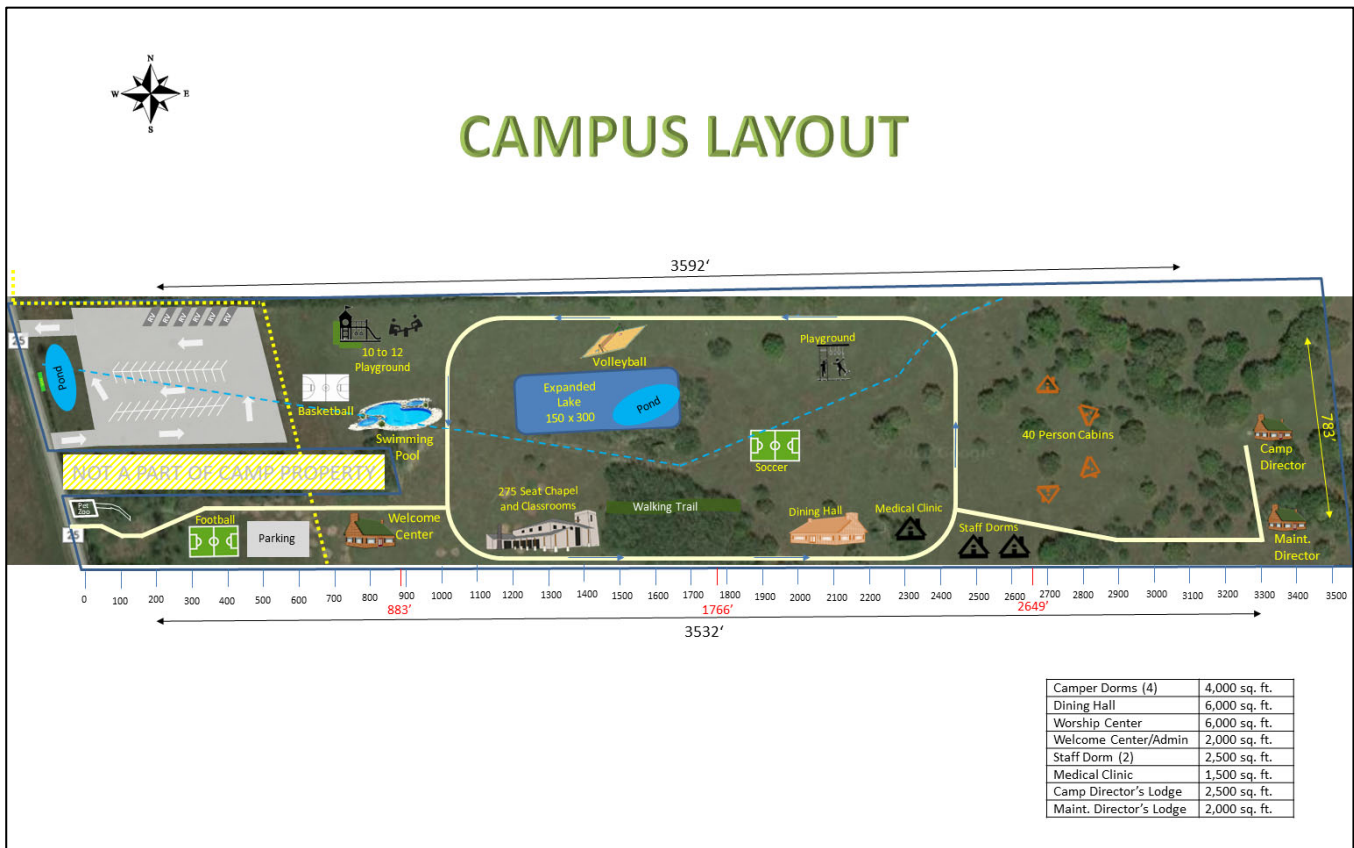 N
W
E
S
CAMPUS LAYOUT
3592‘
RV RV RV RV RV RV
25
Pond
10 to 12
Playground
Basketball
Swimming
Pool
Volleyball
Expanded
Lake
150 x 300
Pond
Playground
Soccer
40 Person Cabins
Camp
Director
783’
NOT A PART OF CAMP PROPERTY
Pet
Zoo
25
Football
Parking
Welcome
Center
275 Seat Chapel
and Classrooms
Walking Trail
Dining Hall
Medical Clinic
Staff Dorms
Maint.
Director
0 100 200 300 400 500 600 700 800 900 1000 1100 1200 1300 1400 1500 1600 1700 1800 1900 2000 2100 2200 2300 2400 2500 2600 2700 2800 2900 3000 3100 3200 3300 3400 3500
883’ 1766’ 2649’
3532‘
Camper Dorms (4) 4,000 sq. ft.
Dining Hall 6,000 sq. ft.
Worship Center 6,000 sq. ft.
Welcome Center/Admin 2,000 sq. ft.
Staff Dorm (2) 2,500 sq. ft.
Medical Clinic 1,500 sq. ft.
Camp Director’s Lodge 2,500 sq. ft.
Maint. Director’s Lodge 2,000 sq. ft.